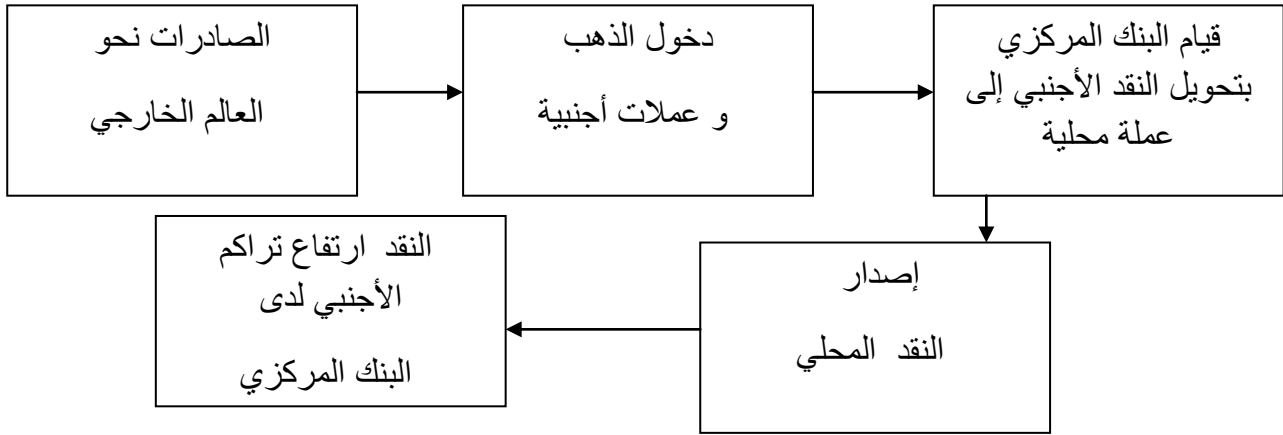 الصادرات نحو
العالم الخارجي
دخول الذهب
و عملات أجنبية
قيام البنك المركزي
بتحويل النقد الأجنبي إلى
عملة محلية
إصدار
النقد المحلي
النقد ارتفاع تراكم
الأجنبي لدى
البنك المركزي